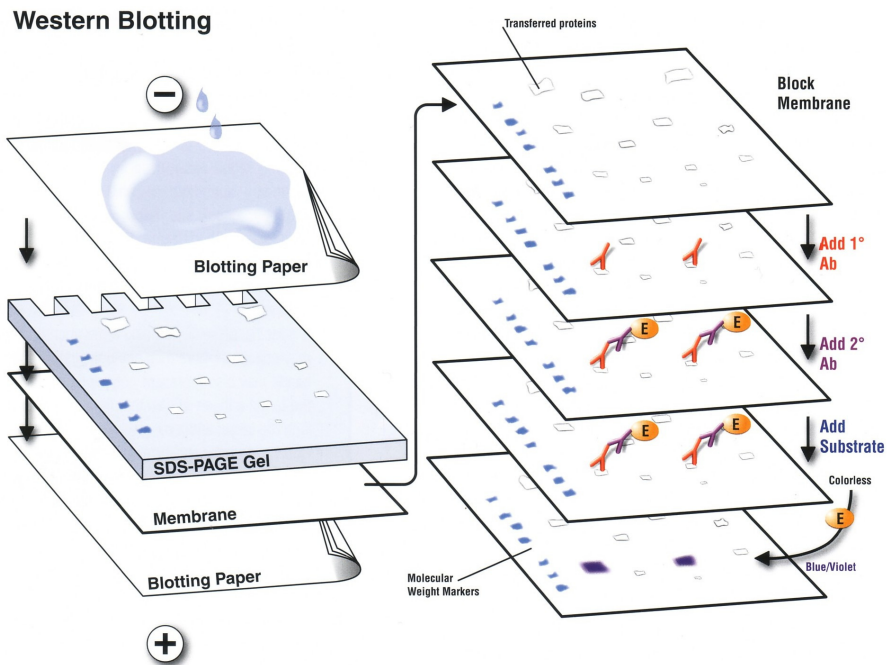 Western Blotting
−
Blotting Paper
SDS-PAGE Gel
Membrane
Blotting Paper
+
Transferred proteins
Block
Membrane
Add 1°
Ab
E
E
Add 2°
Ab
E
E
Add
Substrate
Colorless
E
Blue/Violet
Molecular
Weight Markers